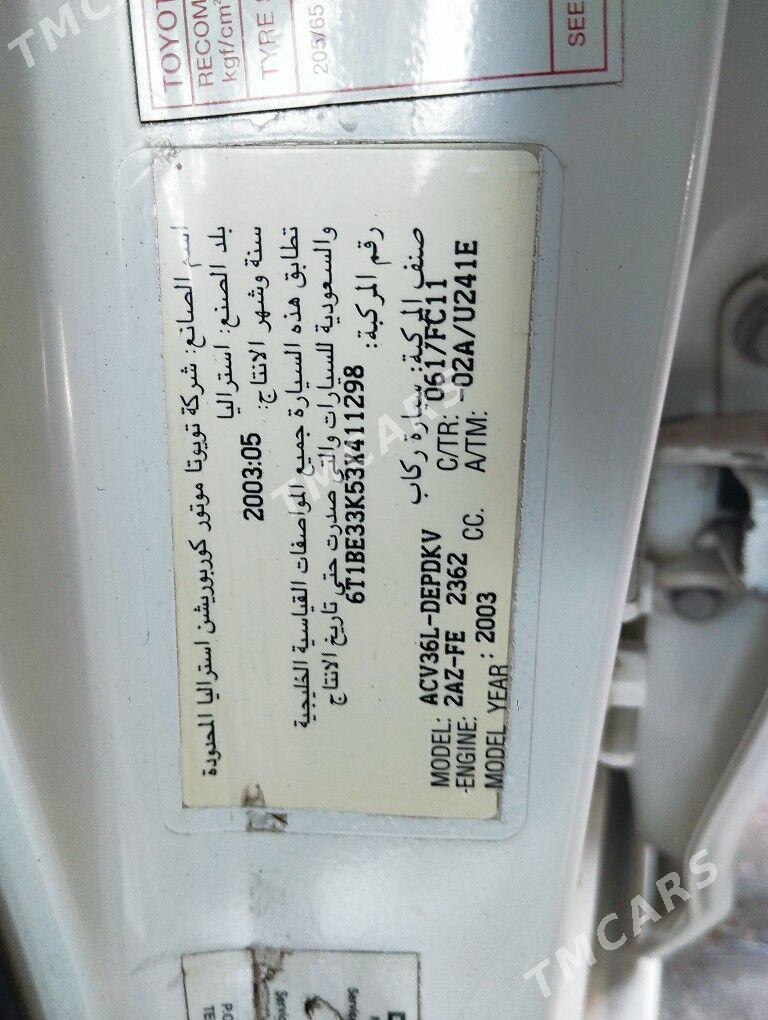 TOYOT
RECOM
kgf/cm²
TYRE S
205/65
SEE
اسم الصانع: شركة تويوتا موتور كوربوريشن استراليا المحدودة
بلد الصنع: استراليا
سنة وشهر الانتاج: 2003:05
تطابق هذه السيارة جميع المواصفات القياسية الخليجية
والسعودية للسيارات والتي صدرت حتى تاريخ الانتاج
رقم المركبة: 6T1BE33K53X411298
صنف المركبة: سيارة ركاب
MODEL: ACV36L-DEPDKV C/TR: 0617/FC11
ENGINE: 2AZ-FE 2362 CC. A/TM: -02A/U241E
MODEL YEAR: 2003
TMCARS
TMCARS
TMCARS